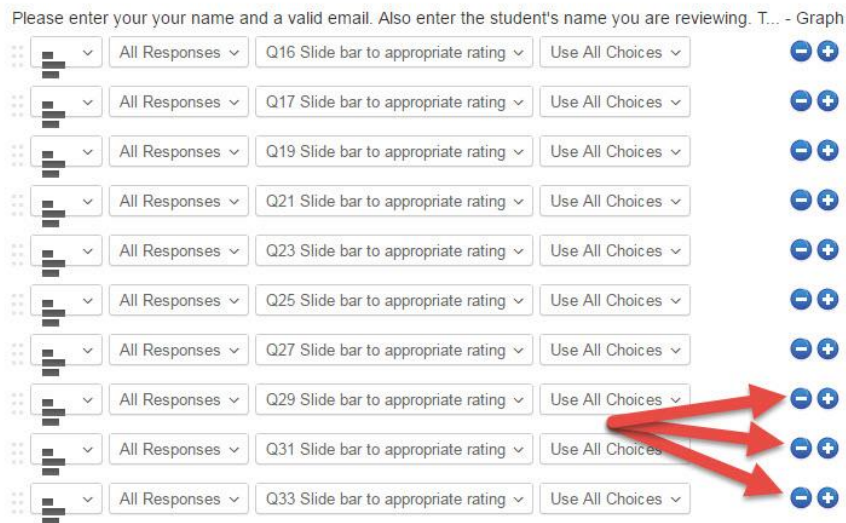 Please enter your your name and a valid email. Also enter the student's name you are reviewing. T... - Graph
All Responses Q16 Slide bar to appropriate rating Use All Choices
All Responses Q17 Slide bar to appropriate rating Use All Choices
All Responses Q19 Slide bar to appropriate rating Use All Choices
All Responses Q21 Slide bar to appropriate rating Use All Choices
All Responses Q23 Slide bar to appropriate rating Use All Choices
All Responses Q25 Slide bar to appropriate rating Use All Choices
All Responses Q27 Slide bar to appropriate rating Use All Choices
All Responses Q29 Slide bar to appropriate rating Use All Choices
All Responses Q31 Slide bar to appropriate rating Use All Choices
All Responses Q33 Slide bar to appropriate rating Use All Choices